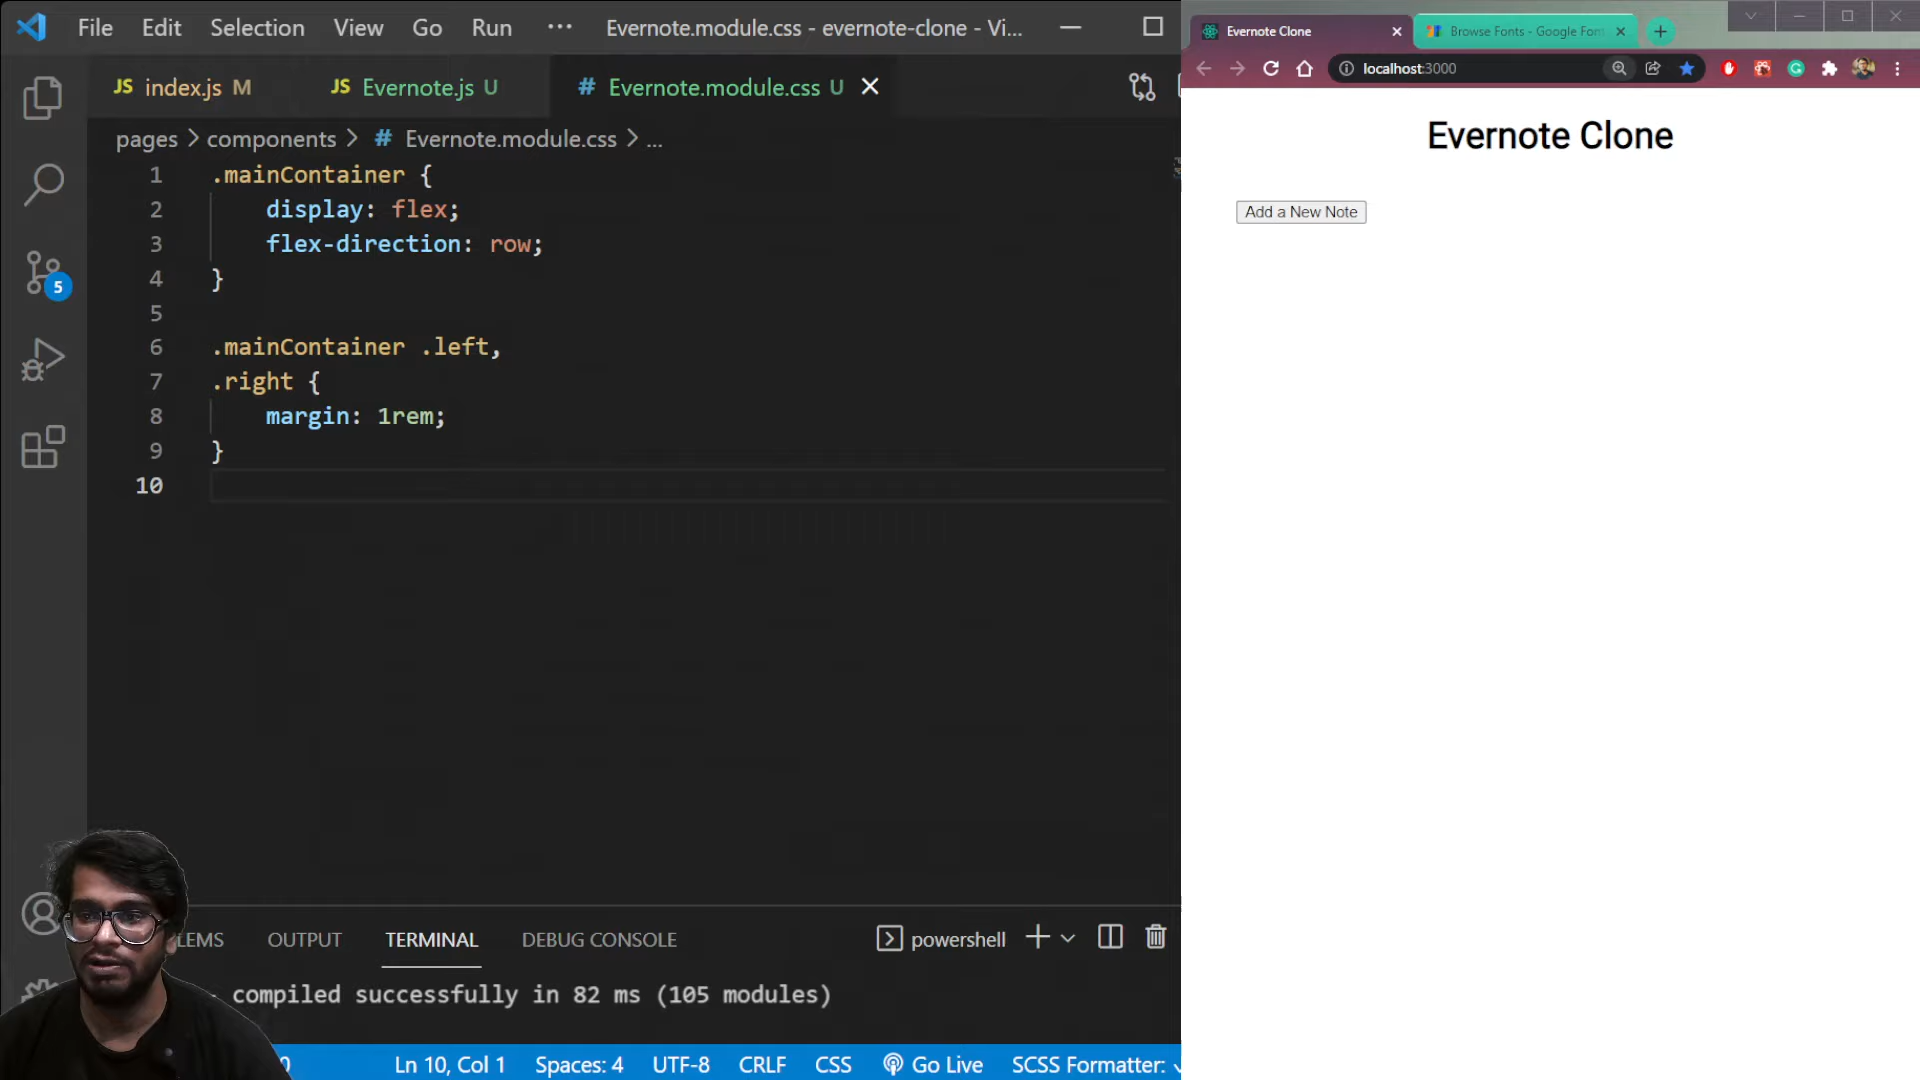 File Edit Selection View Go Run ··· Evernote.module.css - evernote-clone - Vi...
JS index.js M JS Evernote.js U # Evernote.module.css U
pages > components > # Evernote.module.css > ...
1 .mainContainer {
2 display: flex;
3 flex-direction: row;
4 }
5
6 .mainContainer .left,
7 .right {
8 margin: 1rem;
9 }
10
5
LEMS OUTPUT TERMINAL DEBUG CONSOLE powershell
compiled successfully in 82 ms (105 modules)
0 Ln 10, Col 1 Spaces: 4 UTF-8 CRLF CSS Go Live SCSS Formatter:
Evernote Clone Browse Fonts - Google Fon
localhost:3000
Evernote Clone
Add a New Note